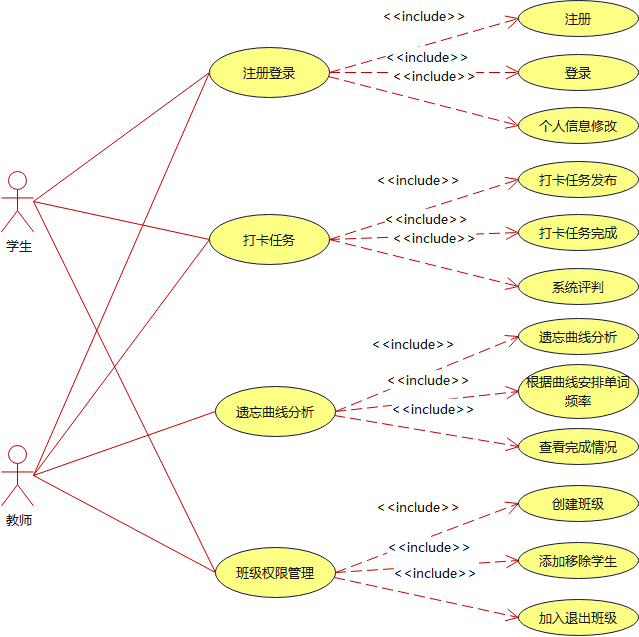 <<include>>
注册
注册登录
<<include>>
登录
<<include>>
个人信息修改
学生
<<include>>
打卡任务发布
打卡任务
<<include>>
打卡任务完成
<<include>>
系统评判
<<include>>
遗忘曲线分析
遗忘曲线分析
<<include>>
根据曲线安排单词
频率
<<include>>
查看完成情况
教师
<<include>>
创建班级
班级权限管理
<<include>>
添加移除学生
<<include>>
加入退出班级